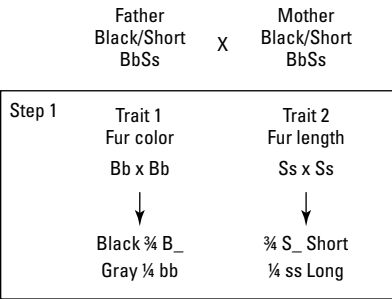 Father
Black/Short
BbSs
X
Mother
Black/Short
BbSs
Step 1
Trait 1
Fur color
Bb x Bb
Black ¾ B_
Gray ¼ bb
Trait 2
Fur length
Ss x Ss
¾ S_ Short
¼ ss Long